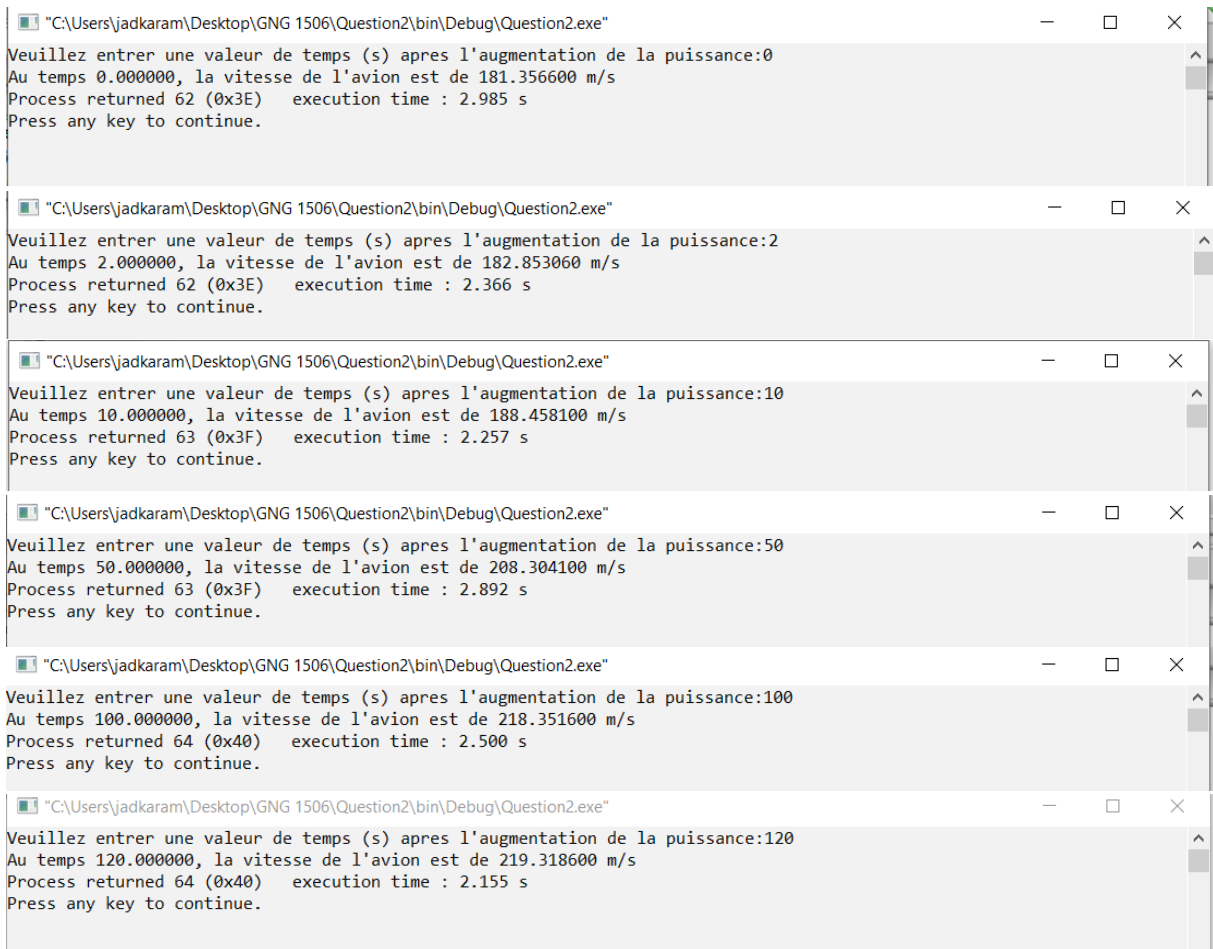 "C:\Users\jadkaram\Desktop\GNG 1506\Question2\bin\Debug\Question2.exe"
Veuillez entrer une valeur de temps (s) apres l'augmentation de la puissance:0
Au temps 0.000000, la vitesse de l'avion est de 181.356600 m/s
Process returned 62 (0x3E)   execution time : 2.985 s
Press any key to continue.
"C:\Users\jadkaram\Desktop\GNG 1506\Question2\bin\Debug\Question2.exe"
Veuillez entrer une valeur de temps (s) apres l'augmentation de la puissance:2
Au temps 2.000000, la vitesse de l'avion est de 182.853060 m/s
Process returned 62 (0x3E)   execution time : 2.366 s
Press any key to continue.
"C:\Users\jadkaram\Desktop\GNG 1506\Question2\bin\Debug\Question2.exe"
Veuillez entrer une valeur de temps (s) apres l'augmentation de la puissance:10
Au temps 10.000000, la vitesse de l'avion est de 188.458100 m/s
Process returned 63 (0x3F)   execution time : 2.257 s
Press any key to continue.
"C:\Users\jadkaram\Desktop\GNG 1506\Question2\bin\Debug\Question2.exe"
Veuillez entrer une valeur de temps (s) apres l'augmentation de la puissance:50
Au temps 50.000000, la vitesse de l'avion est de 208.304100 m/s
Process returned 63 (0x3F)   execution time : 2.892 s
Press any key to continue.
"C:\Users\jadkaram\Desktop\GNG 1506\Question2\bin\Debug\Question2.exe"
Veuillez entrer une valeur de temps (s) apres l'augmentation de la puissance:100
Au temps 100.000000, la vitesse de l'avion est de 218.351600 m/s
Process returned 64 (0x40)   execution time : 2.500 s
Press any key to continue.
"C:\Users\jadkaram\Desktop\GNG 1506\Question2\bin\Debug\Question2.exe"
Veuillez entrer une valeur de temps (s) apres l'augmentation de la puissance:120
Au temps 120.000000, la vitesse de l'avion est de 219.318600 m/s
Process returned 64 (0x40)   execution time : 2.155 s
Press any key to continue.